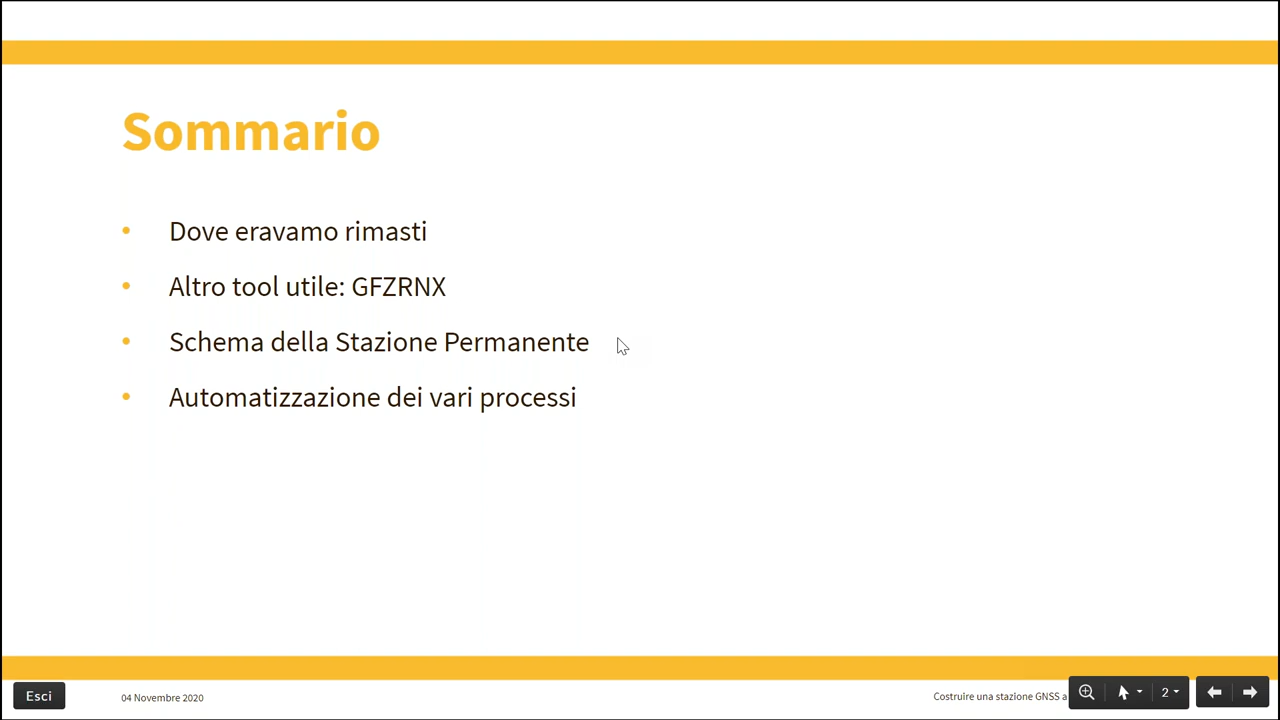 Sommario
• Dove eravamo rimasti
• Altro tool utile: GFZRNX
• Schema della Stazione Permanente
• Automatizzazione dei vari processi
Esci
04 Novembre 2020
Costruire una stazione GNSS a
2